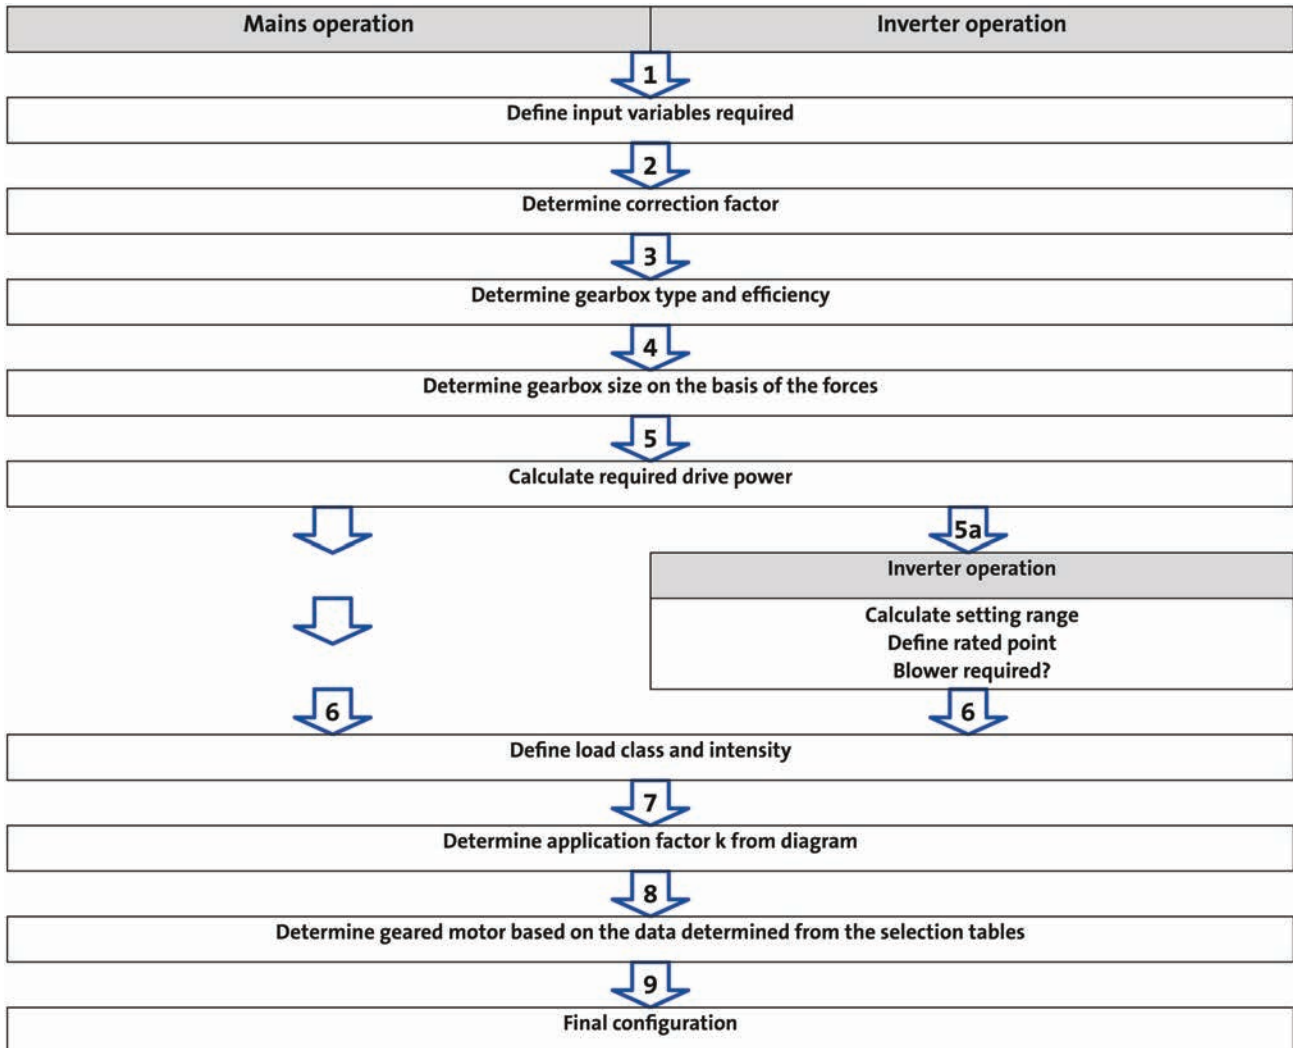 Mains operation
Inverter operation
1
Define input variables required
2
Determine correction factor
3
Determine gearbox type and efficiency
4
Determine gearbox size on the basis of the forces
5
Calculate required drive power
5a
Inverter operation
Calculate setting range
Define rated point
Blower required?
6
6
Define load class and intensity
7
Determine application factor k from diagram
8
Determine geared motor based on the data determined from the selection tables
9
Final configuration